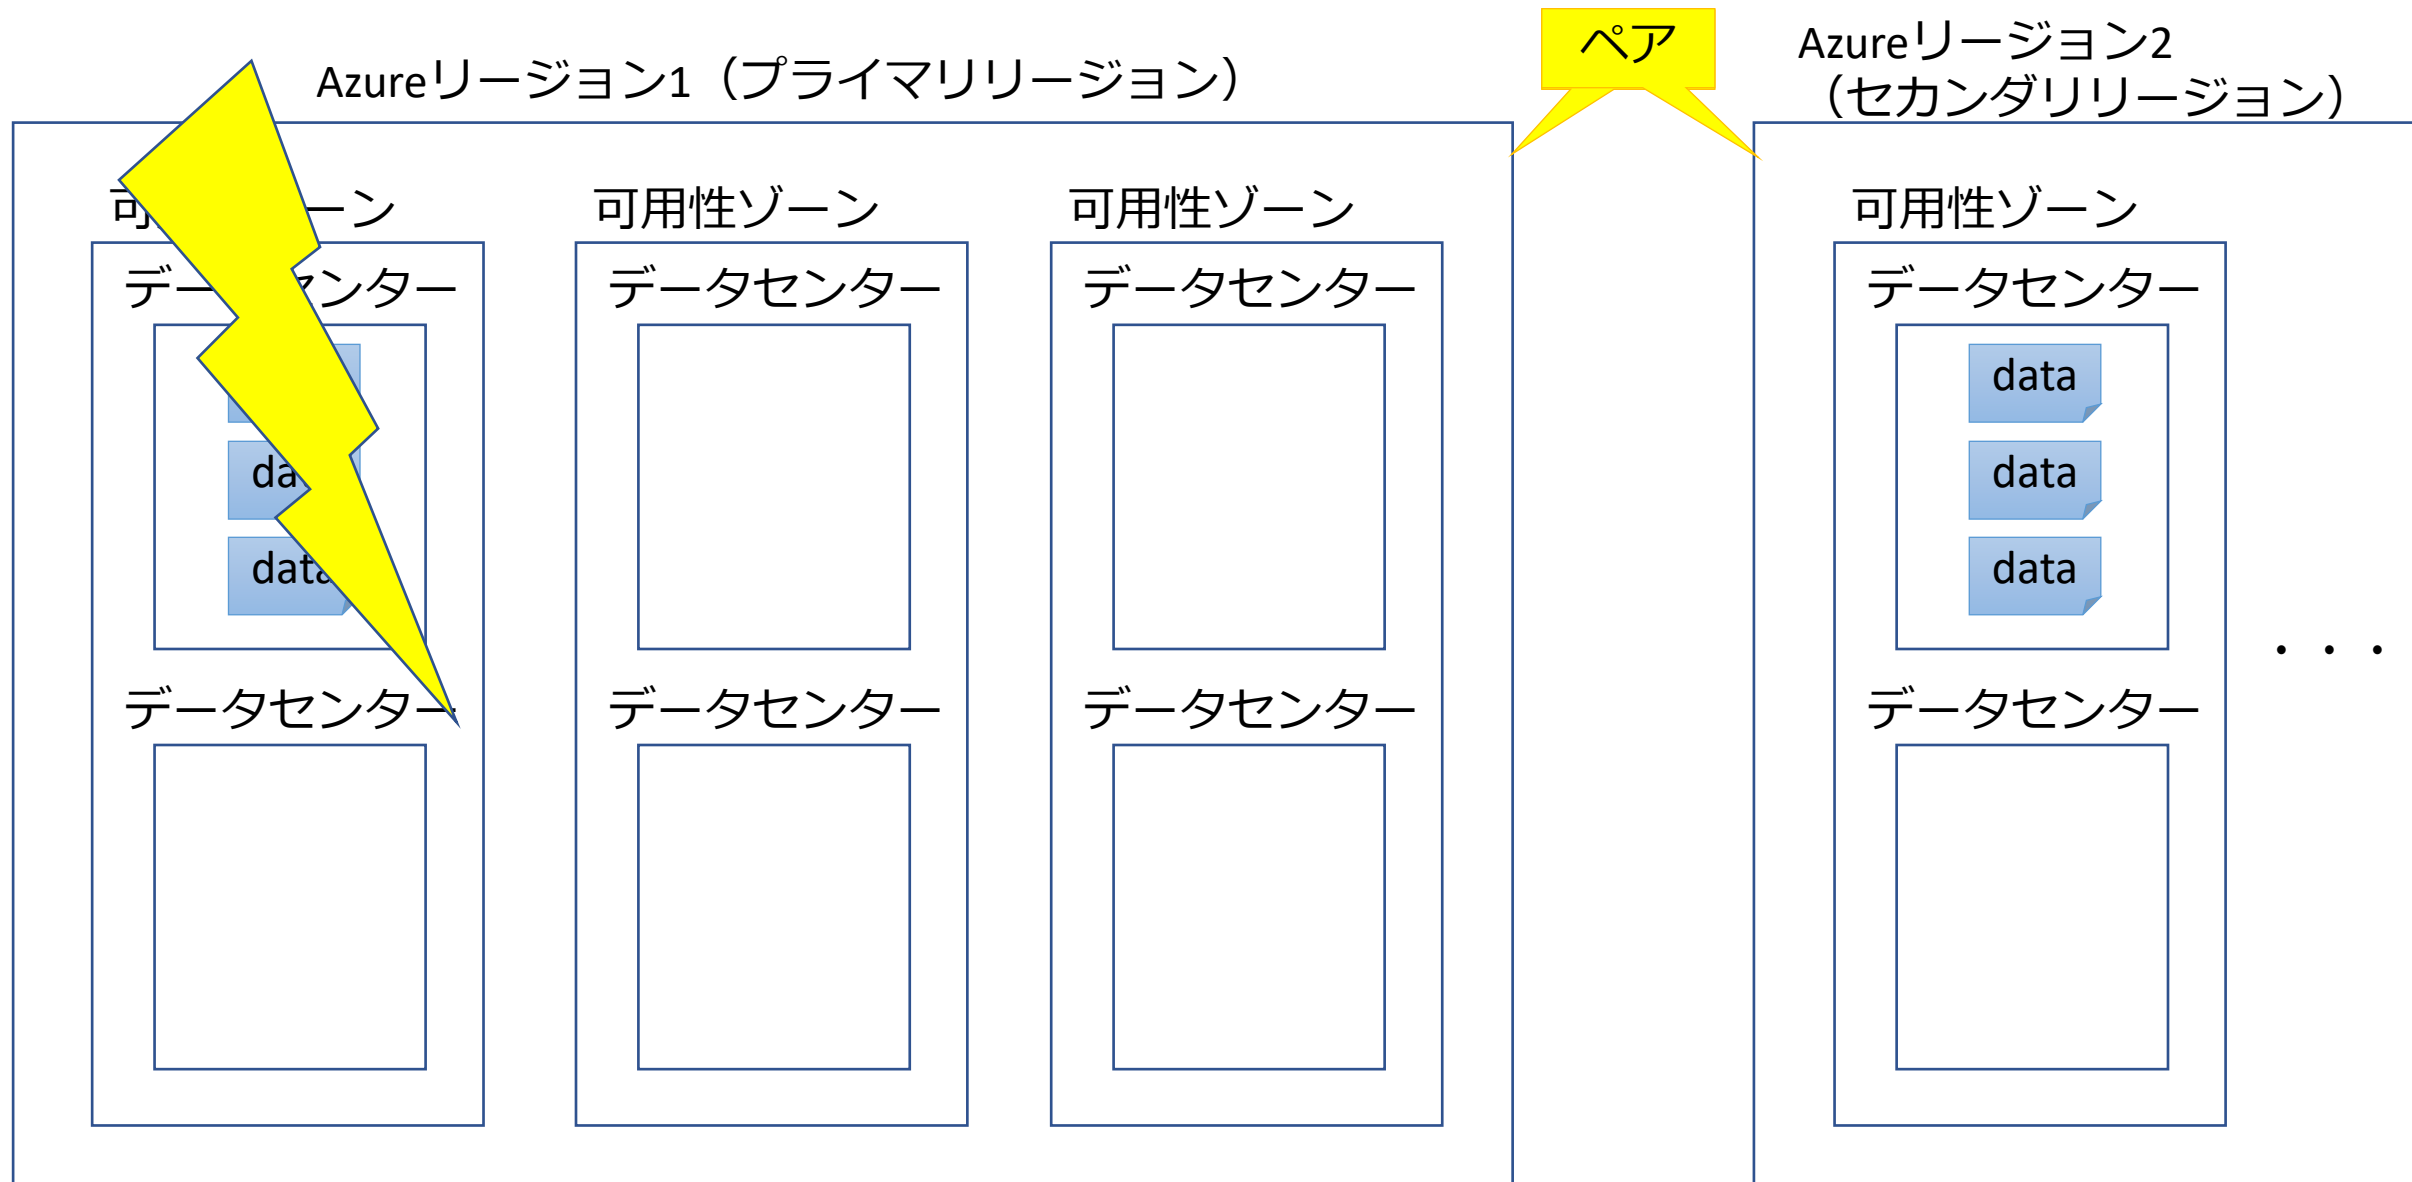 Azureリージョン1（プライマリリージョン）
ペア
Azureリージョン2
（セカンダリリージョン）
可用性ゾーン
可用性ゾーン
可用性ゾーン
データセンター
データセンター
データセンター
データセンター
data
data
data
data
・・・
データセンター
データセンター
データセンター
データセンター